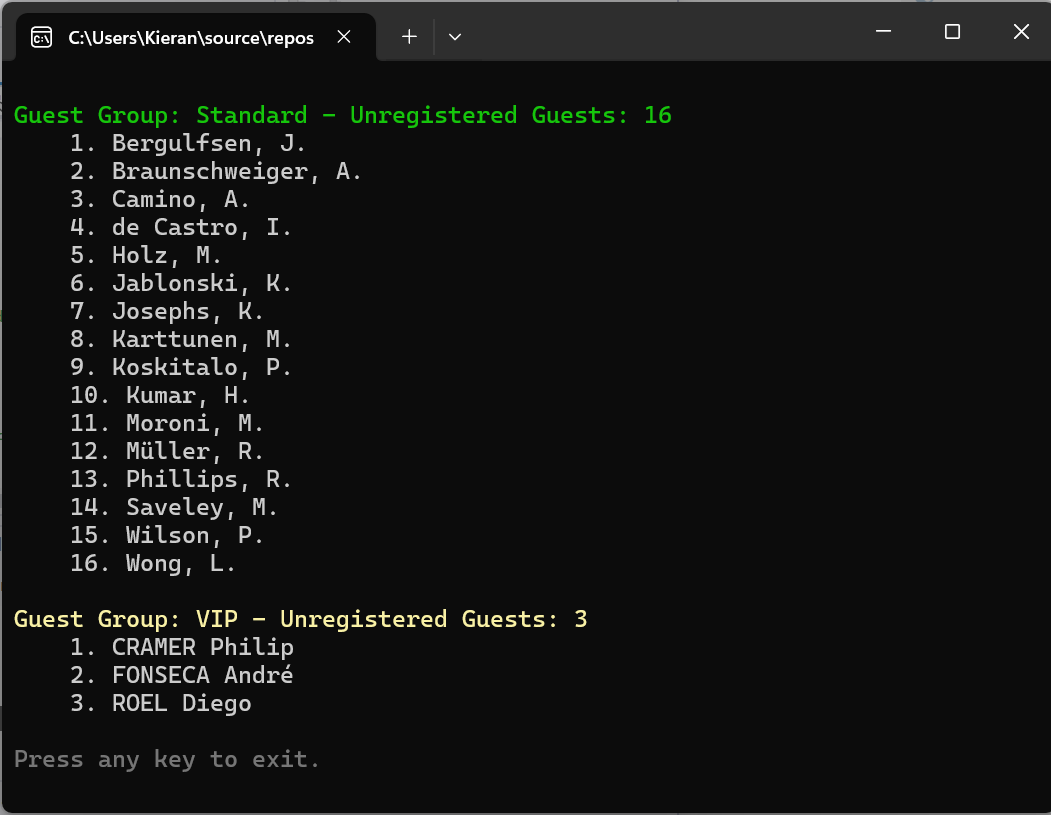 C:\Users\Kieran\source\repos
Guest Group: Standard - Unregistered Guests: 16
1. Bergulfsen, J.
2. Braunschweiger, A.
3. Camino, A.
4. de Castro, I.
5. Holz, M.
6. Jablonski, K.
7. Josephs, K.
8. Karttunen, M.
9. Koskitalo, P.
10. Kumar, H.
11. Moroni, M.
12. Müller, R.
13. Phillips, R.
14. Saveley, M.
15. Wilson, P.
16. Wong, L.
Guest Group: VIP - Unregistered Guests: 3
1. CRAMER Philip
2. FONSECA André
3. ROEL Diego
Press any key to exit.